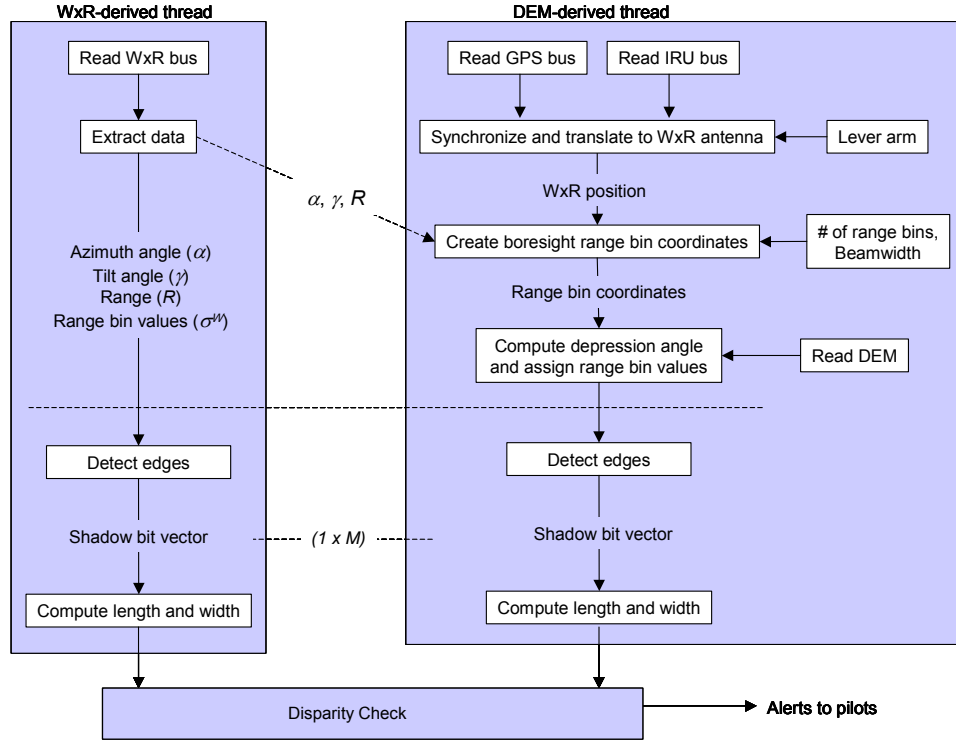 WxR-derived thread
Read WxR bus
Extract data
Azimuth angle (α)
Tilt angle (γ)
Range (R)
Range bin values (σᵂ)
Detect edges
Shadow bit vector
Compute length and width
α, γ, R
(1 x M)
DEM-derived thread
Read GPS bus
Read IRU bus
Synchronize and translate to WxR antenna
Lever arm
WxR position
Create boresight range bin coordinates
# of range bins,
Beamwidth
Range bin coordinates
Compute depression angle
and assign range bin values
Read DEM
Detect edges
Shadow bit vector
Compute length and width
Disparity Check
Alerts to pilots